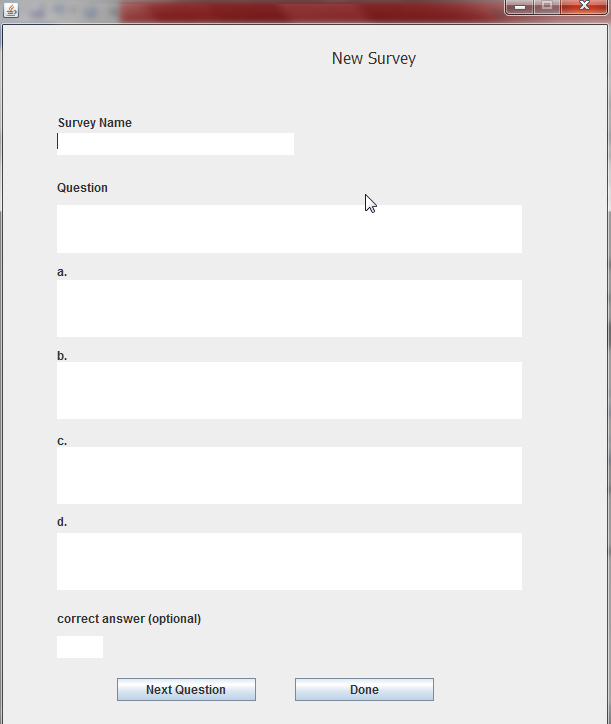 New Survey
Survey Name
Question
a.
b.
c.
d.
correct answer (optional)
Next Question
Done